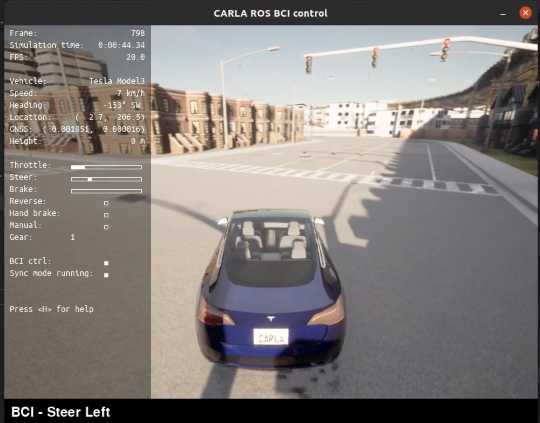 CARLA ROS BCI control
Frame: 798
Simulation time: 0:00:44.34
FPS: 20.0
Vehicle: Tesla Model3
Speed: 7 km/h
Heading: -153° SW
Location: ( -2.7, 206.5)
GNSS: ( 0.001851, 0.000016)
Height: 0 m
Throttle:
Steer:
Brake:
Reverse:
Hand brake:
Manual:
Gear: 1
BCI ctrl:
Sync mode running:
Press <H> for help
CARLA
BCI - Steer Left